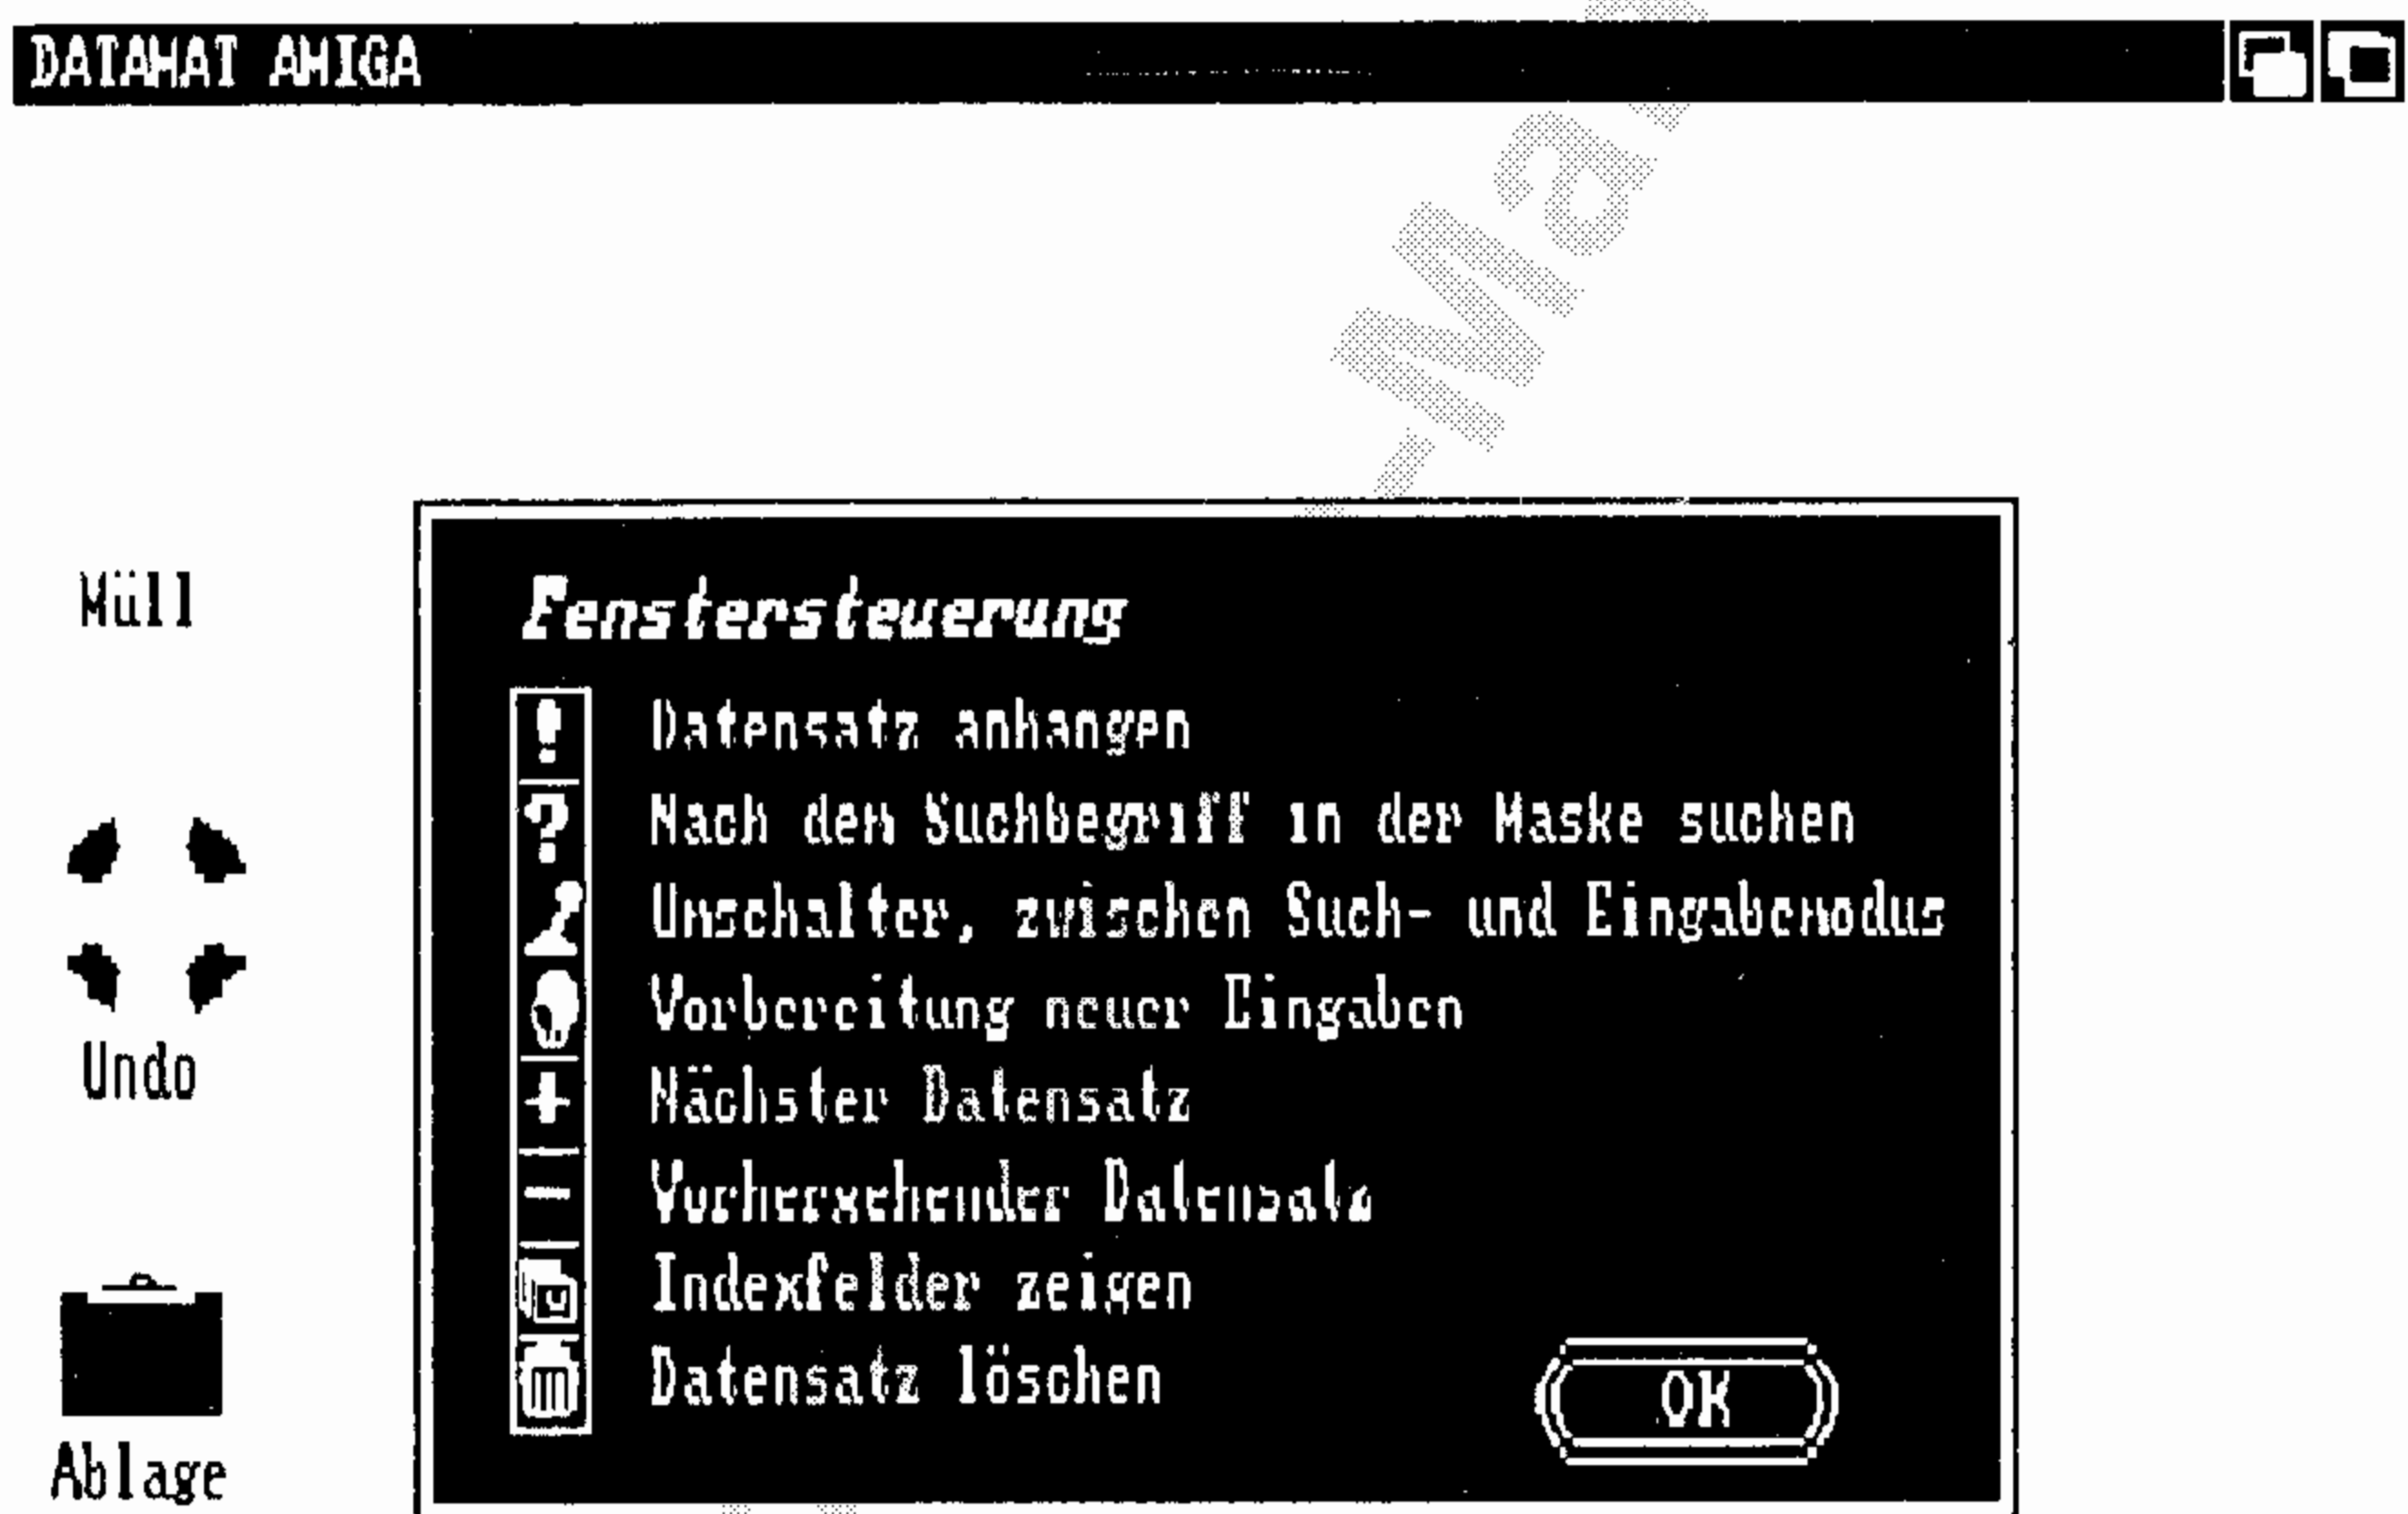 DATAMAT AMIGA
Müll
Undo
Ablage
Fenstersteuerung
! Datensatz anhangen
? Nach dem Suchbegriff in der Maske suchen
Umschalter, zwischen Such- und Eingabemodus
Vorbereitung neuer Eingaben
+ Nächster Datensatz
- Vorhergehender Datensatz
Indexfelder zeigen
Datensatz löschen
OK